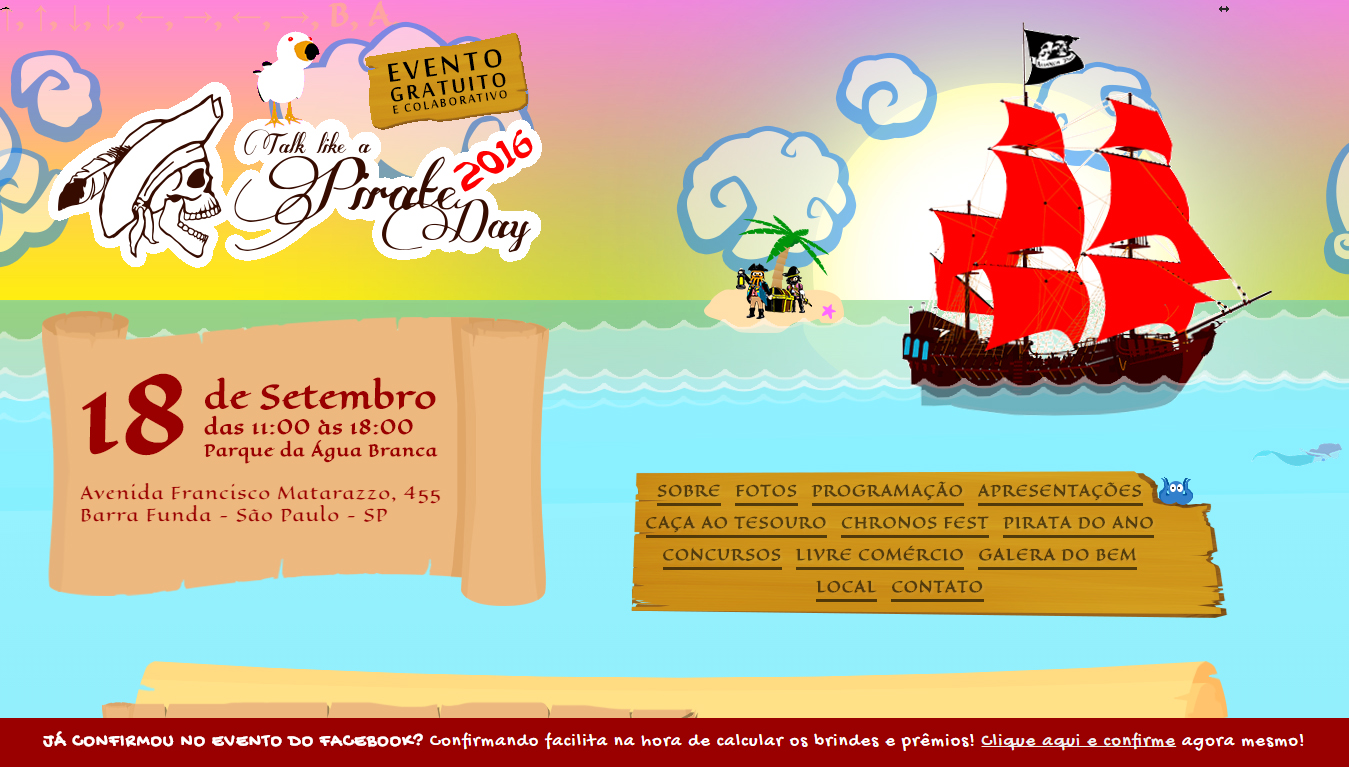 ↑, ↑, ↓, ↓, ←, →, ←, →, B, A
EVENTO
GRATUITO
E COLABORATIVO
Talk like a
Pirate
2016
Day
18 de Setembro
das 11:00 às 18:00
Parque da Água Branca
Avenida Francisco Matarazzo, 455
Barra Funda - São Paulo - SP
SOBRE FOTOS PROGRAMAÇÃO APRESENTAÇÕES
CAÇA AO TESOURO CHRONOS FEST PIRATA DO ANO
CONCURSOS LIVRE COMÉRCIO GALERA DO BEM
LOCAL CONTATO
JÁ CONFIRMOU NO EVENTO DO FACEBOOK? Confirmando facilita na hora de calcular os brindes e prêmios! Clique aqui e confirme agora mesmo!